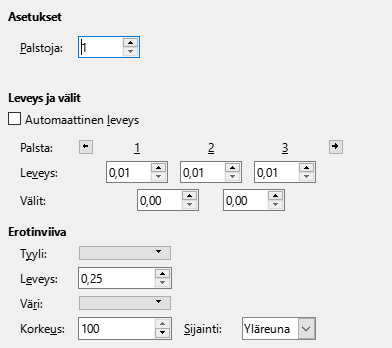 Asetukset
Palstoja: 1
Leveys ja välit
Automaattinen leveys
Palsta: 1 2 3
Leveys: 0,01 0,01 0,01
Välit: 0,00 0,00
Erotinviiva
Tyyli:
Leveys: 0,25
Väri:
Korkeus: 100 Sijainti: Yläreuna